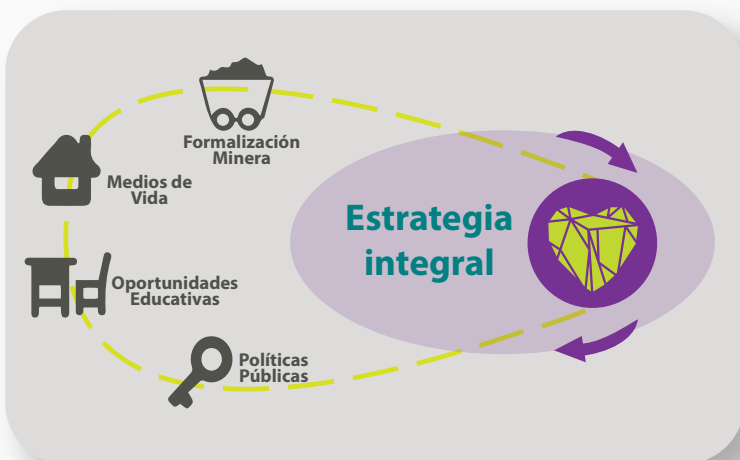 Formalización
Minera
Medios de
Vida
Estrategia
integral
Oportunidades
Educativas
Políticas
Públicas